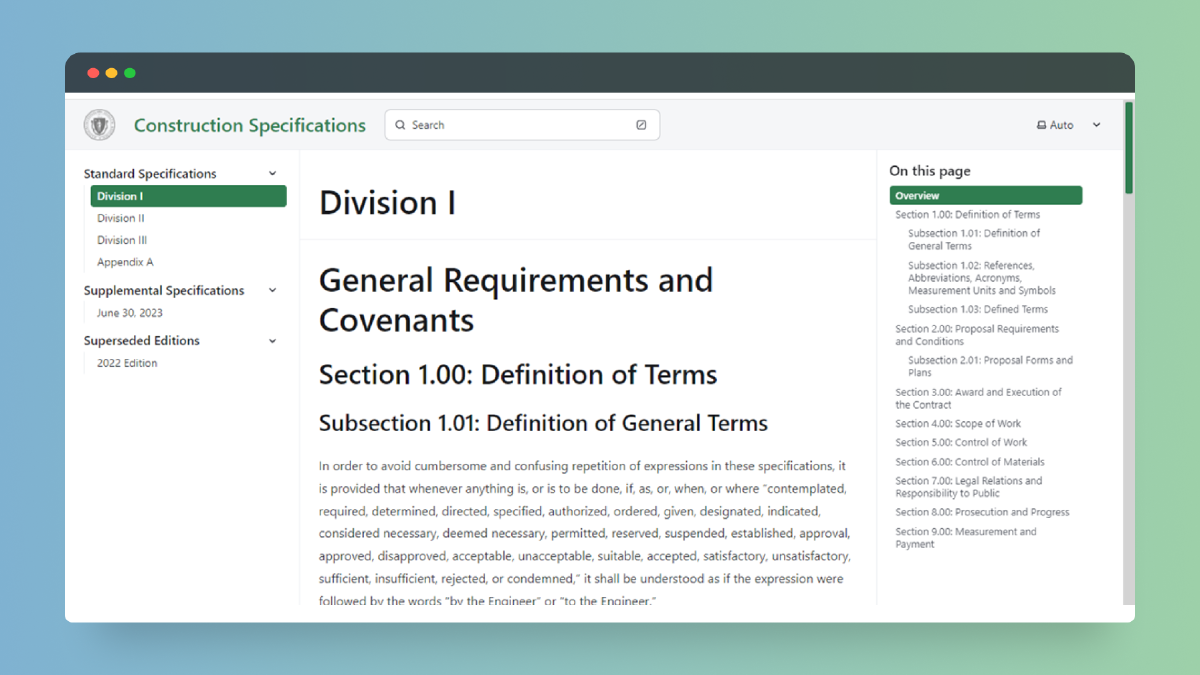 Construction Specifications
Search
Auto
Standard Specifications
Division I
Division II
Division III
Appendix A
Supplemental Specifications
June 30, 2023
Superseded Editions
2022 Edition
Division I
General Requirements and
Covenants
Section 1.00: Definition of Terms
Subsection 1.01: Definition of General Terms
In order to avoid cumbersome and confusing repetition of expressions in these specifications, it
is provided that whenever anything is, or is to be done, if, as, or, when, or where "contemplated,
required, determined, directed, specified, authorized, ordered, given, designated, indicated,
considered necessary, deemed necessary, permitted, reserved, suspended, established, approval,
approved, disapproved, acceptable, unacceptable, suitable, accepted, satisfactory, unsatisfactory,
sufficient, insufficient, rejected, or condemned," it shall be understood as if the expression were
followed by the words "by the Engineer" or "to the Engineer."
On this page
Overview
Section 1.00: Definition of Terms
Subsection 1.01: Definition of
General Terms
Subsection 1.02: References,
Abbreviations, Acronyms,
Measurement Units and Symbols
Subsection 1.03: Defined Terms
Section 2.00: Proposal Requirements
and Conditions
Subsection 2.01: Proposal Forms and
Plans
Section 3.00: Award and Execution of
the Contract
Section 4.00: Scope of Work
Section 5.00: Control of Work
Section 6.00: Control of Materials
Section 7.00: Legal Relations and
Responsibility to Public
Section 8.00: Prosecution and Progress
Section 9.00: Measurement and
Payment